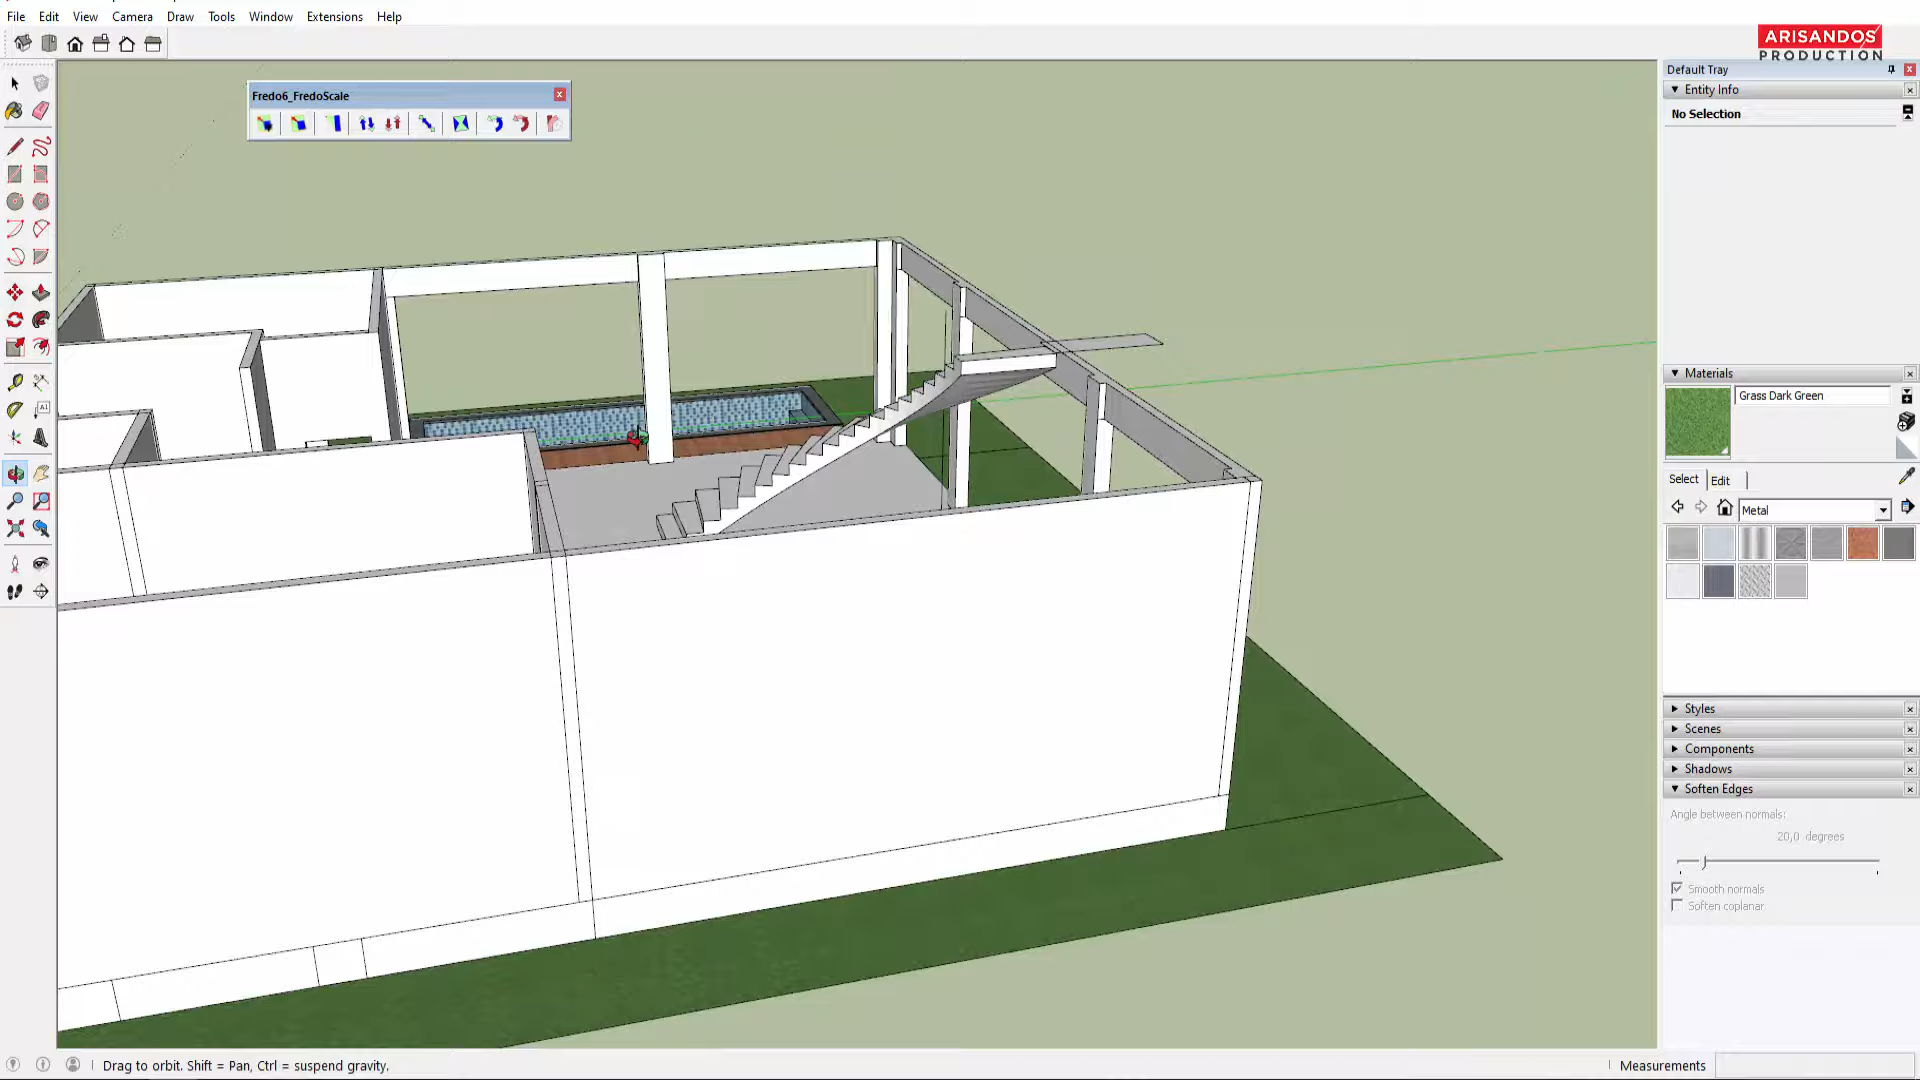 File Edit View Camera Draw Tools Window Extensions Help
ARISANDOS
PRODUCTION
Default Tray
Entity Info
No Selection
Fredo6_FredoScale
Materials
Grass Dark Green
Select Edit
Metal
Styles
Scenes
Components
Shadows
Soften Edges
Angle between normals:
20,0 degrees
Smooth normals
Soften coplanar
Drag to orbit. Shift = Pan, Ctrl = suspend gravity.
Measurements